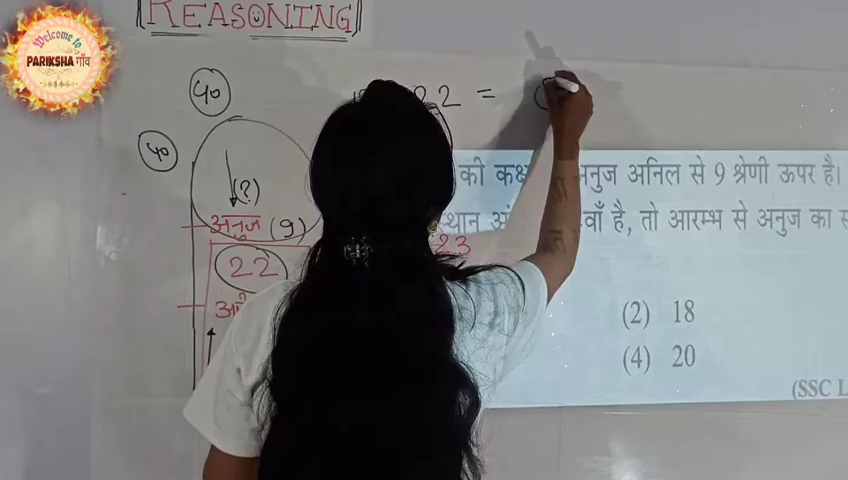 Welcome to
PARIKSHA गाँव
REASONING
40
22 =
40
(?)
की अनुज अनिल से 9 श्रेणी ऊपर है।
अनुज (9)
वाँ है, तो आरम्भ से अनुज का
23
22
(2) 18
(4) 20
(SSC